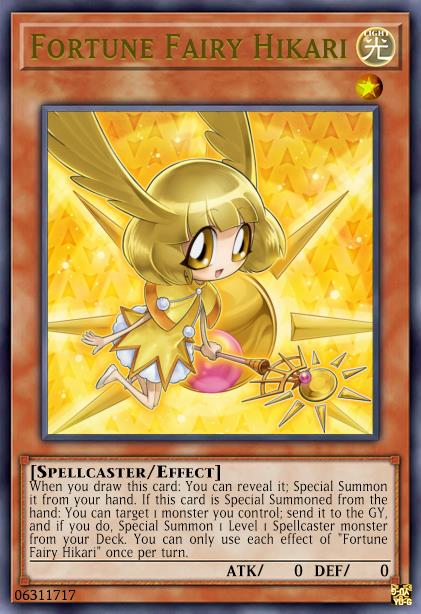 Fortune Fairy Hikari
LIGHT
光
[Spellcaster/Effect]
When you draw this card: You can reveal it; Special Summon
it from your hand. If this card is Special Summoned from the
hand: You can target 1 monster you control; send it to the GY,
and if you do, Special Summon 1 Level 1 Spellcaster monster
from your Deck. You can only use each effect of "Fortune
Fairy Hikari" once per turn.
ATK/ 0 DEF/ 0
06311717